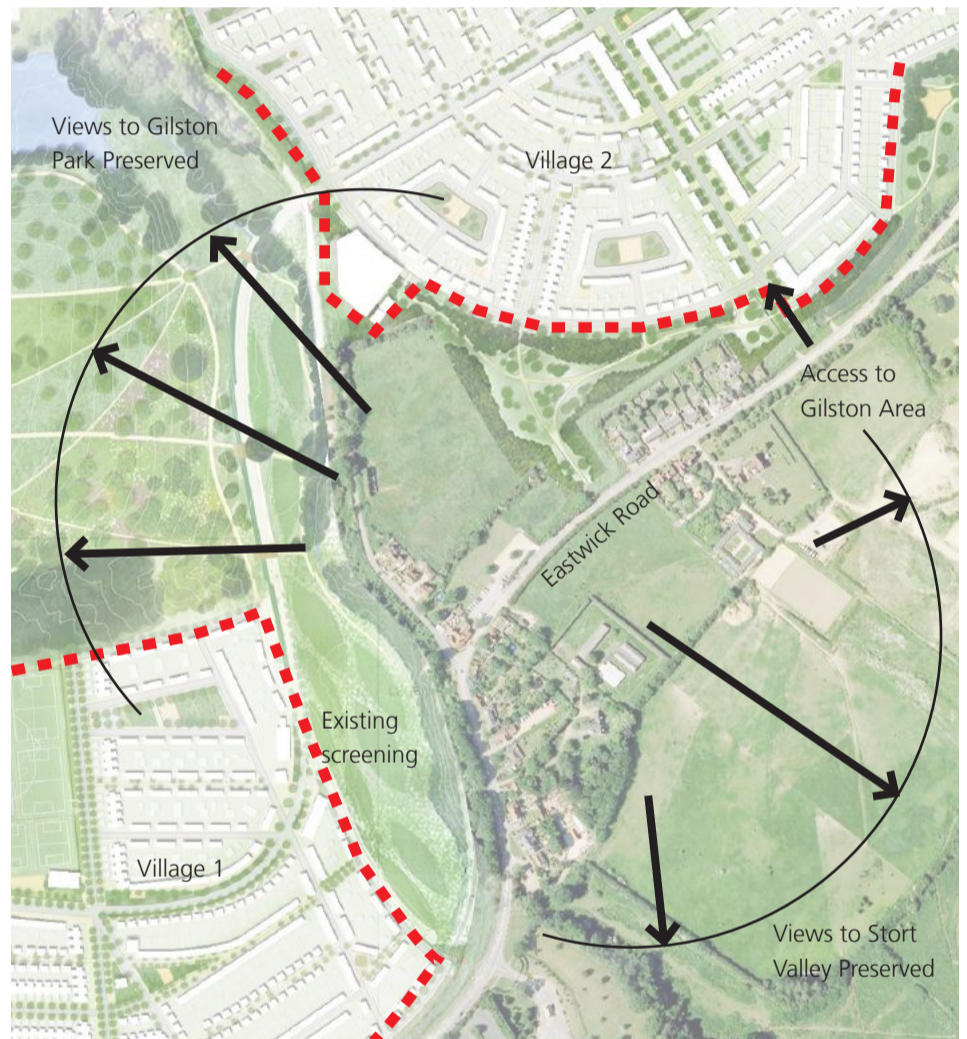 Views to Gilston
Park Preserved
Village 2
Access to
Gilston Area
Eastwick Road
Existing
screening
Village 1
Views to Stort
Valley Preserved